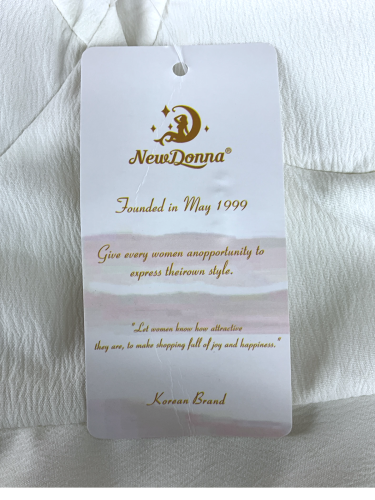 NewDonna®
Founded in May 1999
Give every women anopportunity to
express theirown style.
"Let women know how attractive
they are, to make shopping full of joy and happiness."
Korean Brand